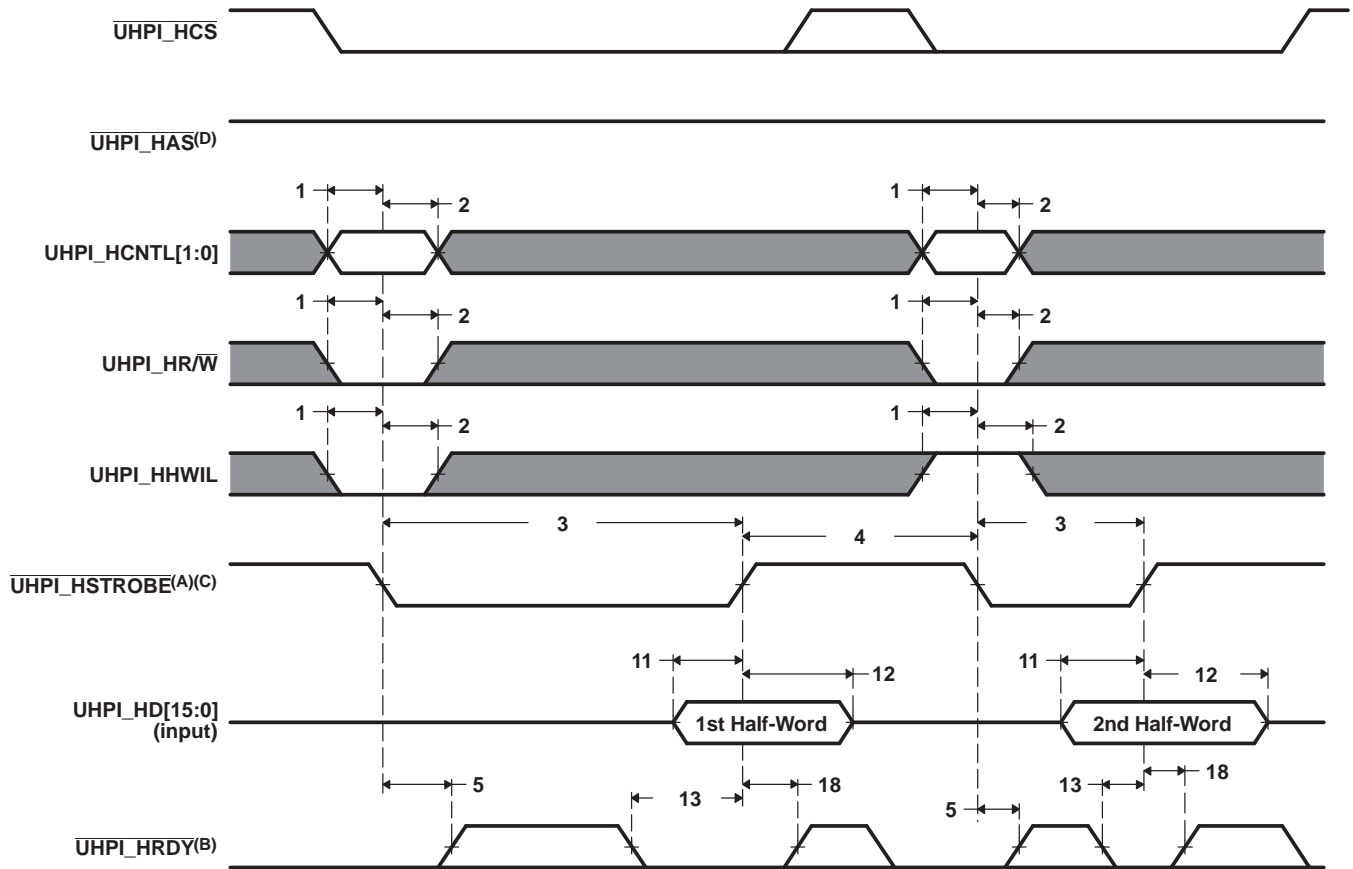 UHPI_HCS
UHPI_HAS(D)
1
2
1
2
UHPI_HCNTL[1:0]
1
2
1
2
UHPI_HR/W
1
2
1
2
UHPI_HHWIL
3
4
3
UHPI_HSTROBE(A)(C)
11
12
11
12
UHPI_HD[15:0]
(input)
1st Half-Word
2nd Half-Word
5
13
18
5
13
18
UHPI_HRDY(B)